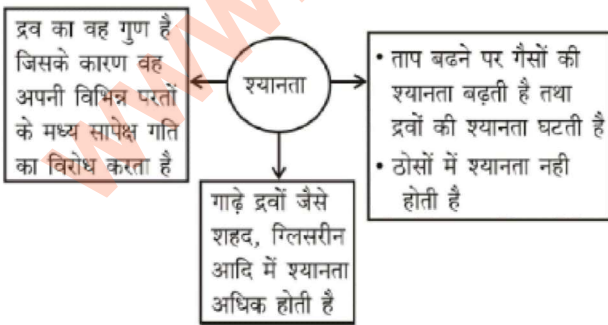 द्रव का वह गुण है
जिसके कारण वह
अपनी विभिन्न परतों
के मध्य सापेक्ष गति
का विरोध करता है
श्यानता
• ताप बढने पर गैसों की
श्यानता बढ़ती है तथा
द्रवों की श्यानता घटती है
• ठोसों में श्यानता नही
होती है
गाढ़े द्रवों जैसे
शहद, ग्लिसरीन
आदि में श्यानता
अधिक होती है